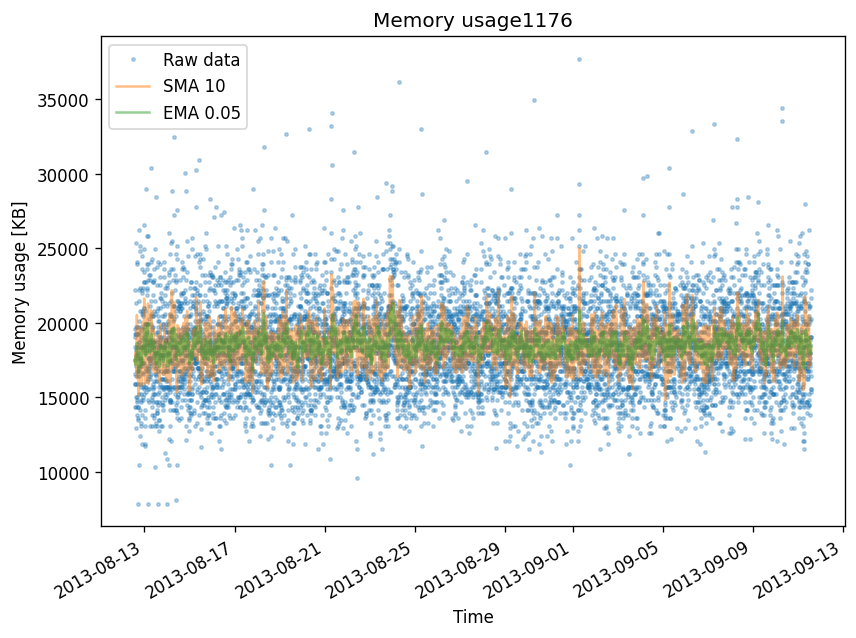 Memory usage1176
Raw data
SMA 10
EMA 0.05
35000
30000
25000
20000
15000
10000
Memory usage [KB]
2013-08-13
2013-08-17
2013-08-21
2013-08-25
2013-08-29
2013-09-01
2013-09-05
2013-09-09
2013-09-13
Time